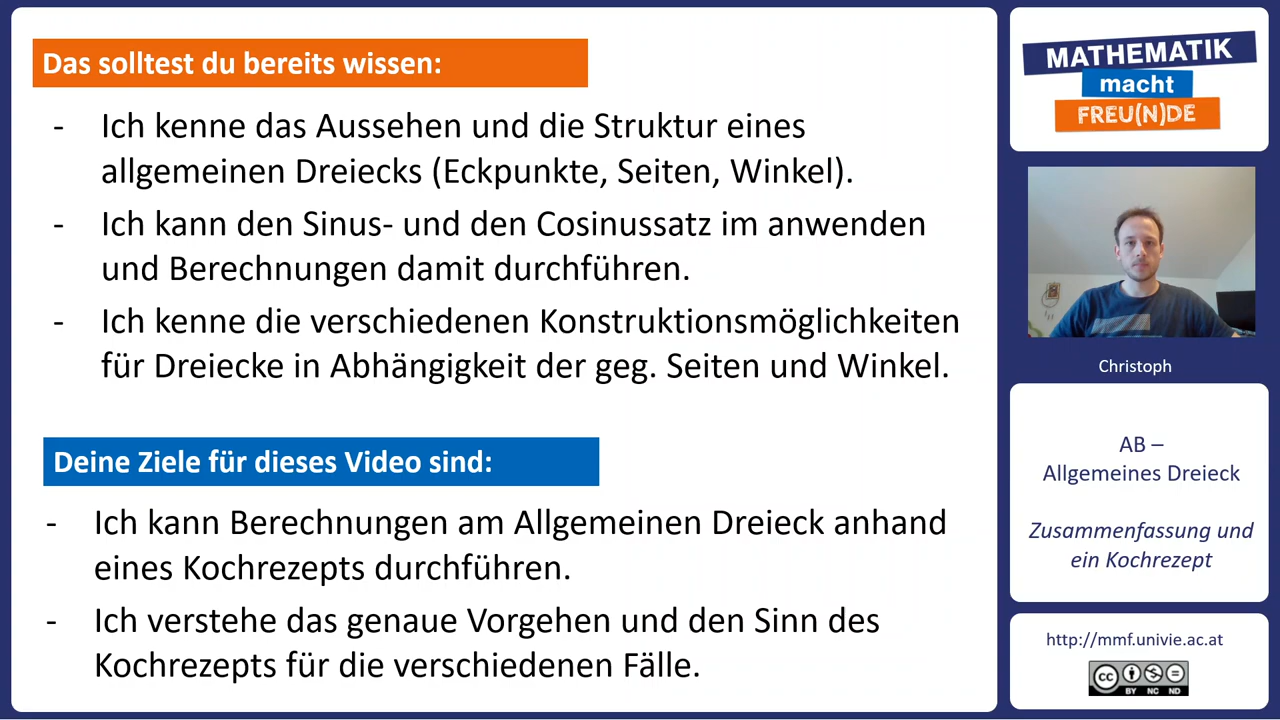 Das solltest du bereits wissen:
- Ich kenne das Aussehen und die Struktur eines
allgemeinen Dreiecks (Eckpunkte, Seiten, Winkel).
- Ich kann den Sinus- und den Cosinussatz im anwenden
und Berechnungen damit durchführen.
- Ich kenne die verschiedenen Konstruktionsmöglichkeiten
für Dreiecke in Abhängigkeit der geg. Seiten und Winkel.
Deine Ziele für dieses Video sind:
- Ich kann Berechnungen am Allgemeinen Dreieck anhand
eines Kochrezepts durchführen.
- Ich verstehe das genaue Vorgehen und den Sinn des
Kochrezepts für die verschiedenen Fälle.
MATHEMATIK
macht
FREU(N)DE
Christoph
AB –
Allgemeines Dreieck
Zusammenfassung und
ein Kochrezept
http://mmf.univie.ac.at
cc
BY NC ND